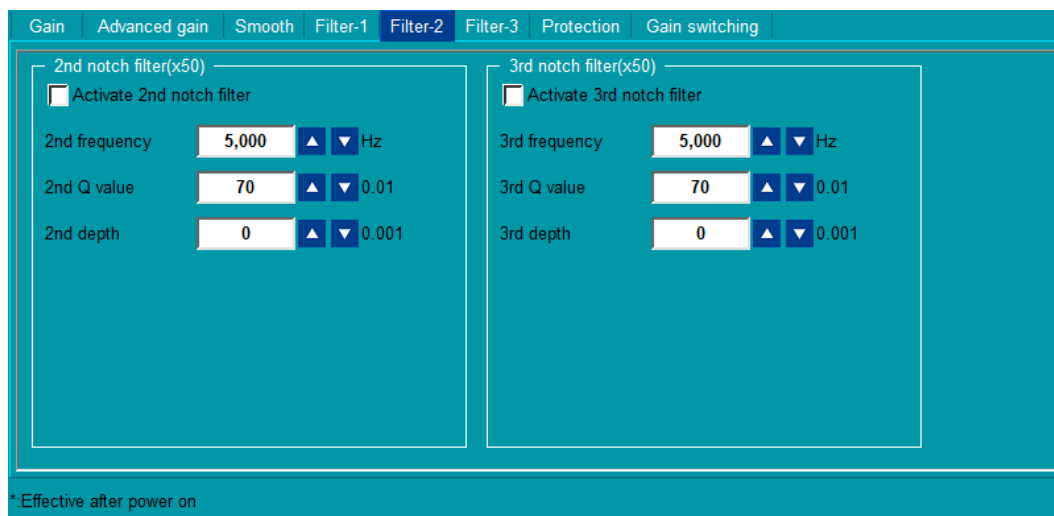 Gain Advanced gain Smooth Filter-1 Filter-2 Filter-3 Protection Gain switching
2nd notch filter(x50)
Activate 2nd notch filter
2nd frequency 5,000 Hz
2nd Q value 70 0.01
2nd depth 0 0.001
3rd notch filter(x50)
Activate 3rd notch filter
3rd frequency 5,000 Hz
3rd Q value 70 0.01
3rd depth 0 0.001
*:Effective after power on